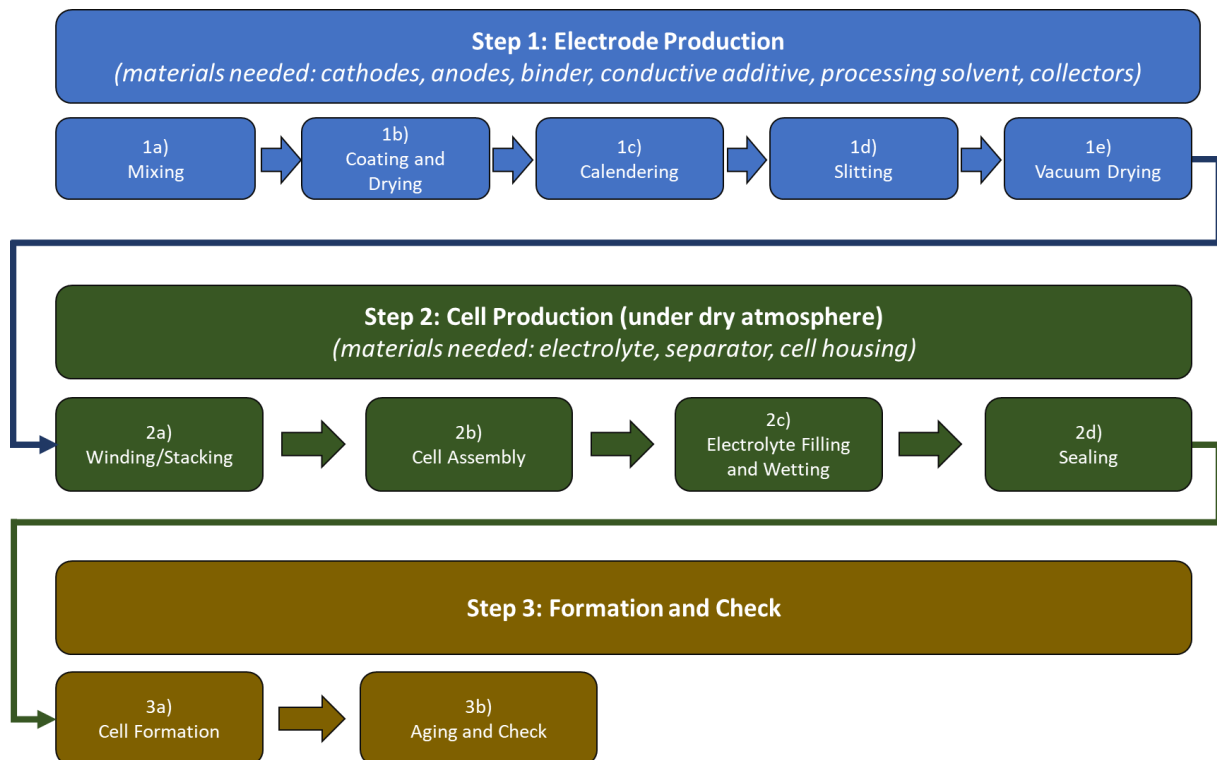 Step 1: Electrode Production
(materials needed: cathodes, anodes, binder, conductive additive, processing solvent, collectors)
1a)
Mixing
1b)
Coating and
Drying
1c)
Calendering
1d)
Slitting
1e)
Vacuum Drying
Step 2: Cell Production (under dry atmosphere)
(materials needed: electrolyte, separator, cell housing)
2a)
Winding/Stacking
2b)
Cell Assembly
2c)
Electrolyte Filling
and Wetting
2d)
Sealing
Step 3: Formation and Check
3a)
Cell Formation
3b)
Aging and Check